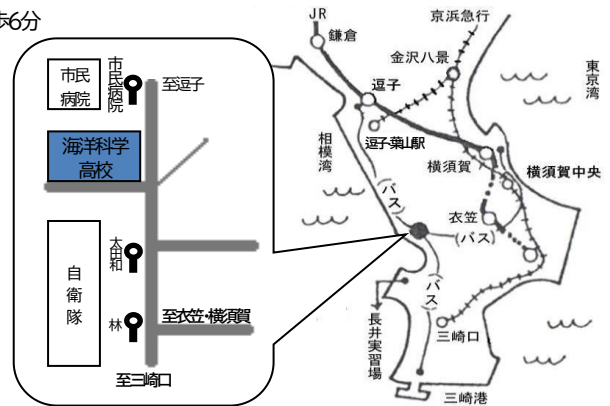 歩6分
市民
病院
市民病院
至逗子
海洋科学
高校
太田和
自衛隊
林
至衣笠・横須賀
至三崎口
JR
鎌倉
京浜急行
金沢八景
東京湾
逗子
逗子・葉山駅
相模湾
横須賀
横須賀中央
(バス)
衣笠
(バス)
(バス)
長井実習場
三崎口
三崎港